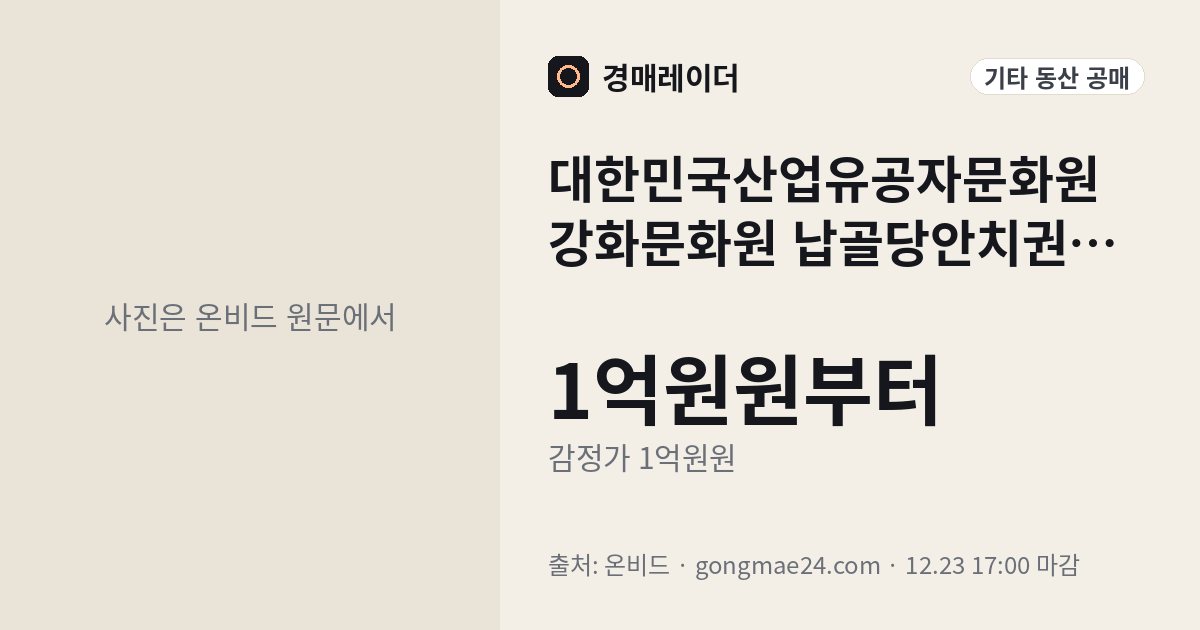 사진은 온비드 원문에서
경매레이더
기타 동산 공매
대한민국산업유공자문화원
강화문화원 납골당안치권…
1억원원부터
감정가 1억원원
출처: 온비드 · gongmae24.com · 12.23 17:00 마감